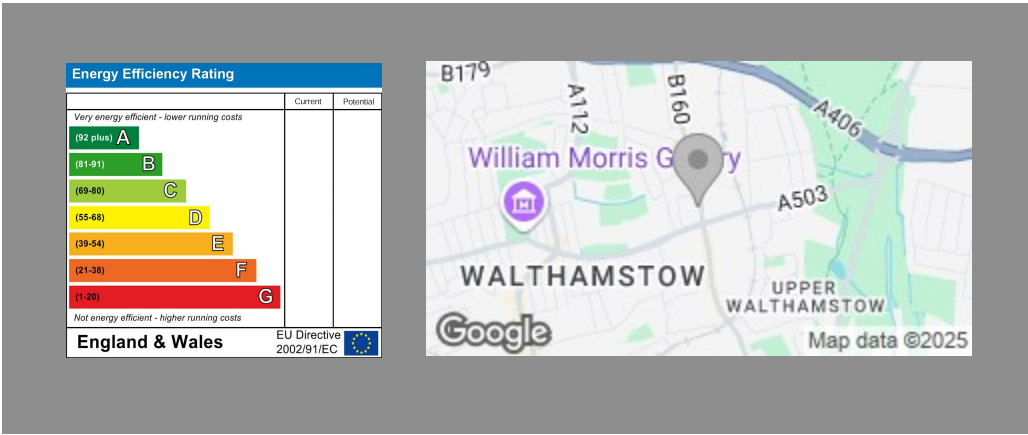 Energy Efficiency Rating
Current Potential
Very energy efficient - lower running costs
(92 plus) A
(81-91) B
(69-80) C
(55-68) D
(39-54) E
(21-38) F
(1-20) G
Not energy efficient - higher running costs
England & Wales
EU Directive
2002/91/EC
B179
A112
B160
A406
William Morris G ry
A503
WALTHAMSTOW
UPPER
WALTHAMSTOW
Google
Map data ©2025